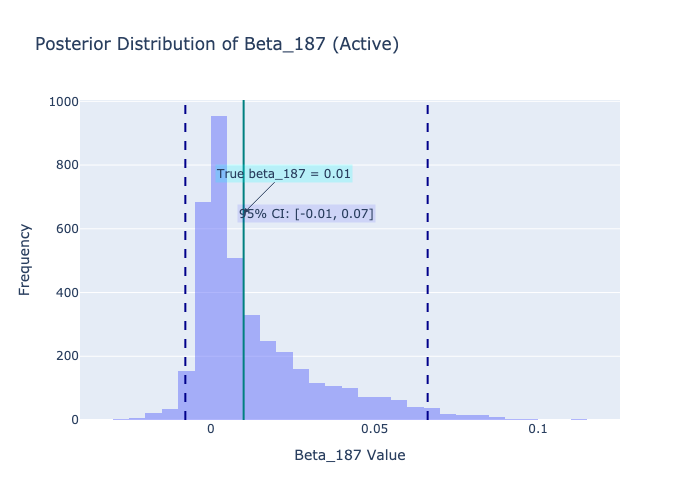 Posterior Distribution of Beta_187 (Active)
1000
800
600
400
200
0
Frequency
True beta_187 = 0.01
95% CI: [-0.01, 0.07]
0
0.05
0.1
Beta_187 Value